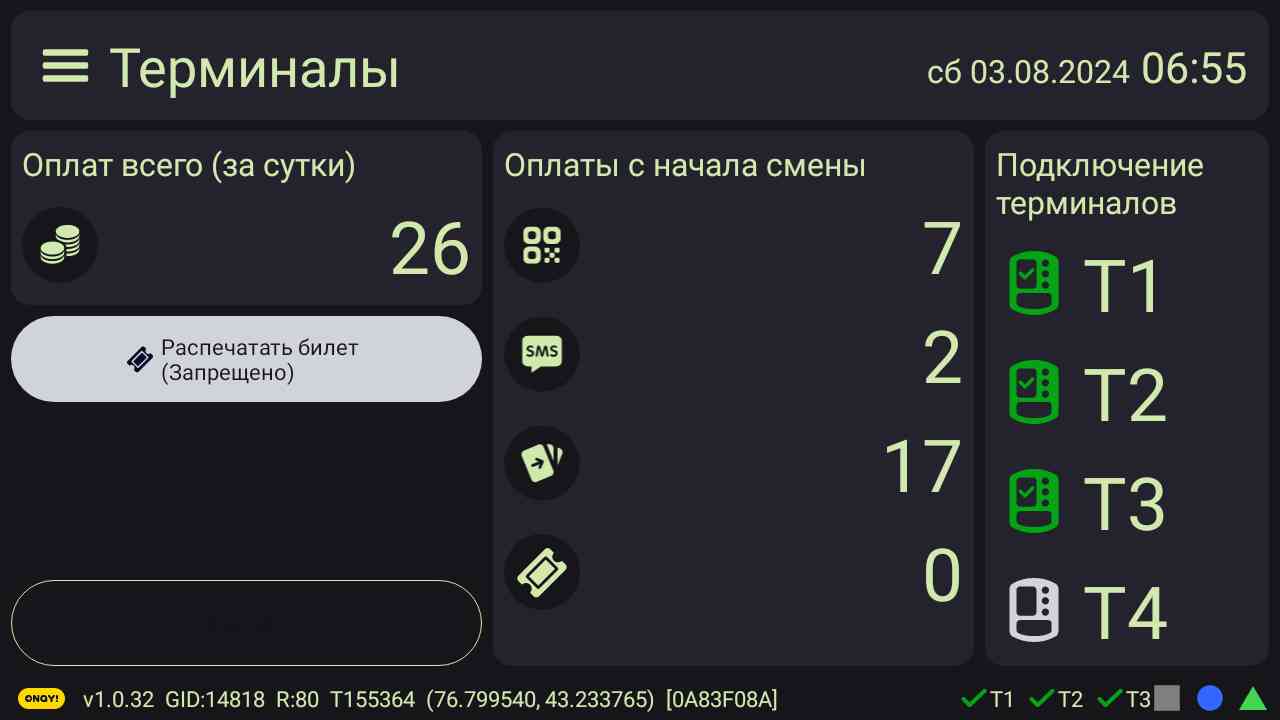 Терминалы
сб 03.08.2024 06:55
Оплат всего (за сутки)
26
Распечатать билет
(Запрещено)
Оплаты с начала смены
7
SMS
2
17
0
Подключение
терминалов
T1
T2
T3
T4
ONAY! v1.0.32 GID:14818 R:80 T155364 (76.799540, 43.233765) [0A83F08A] T1 T2 T3